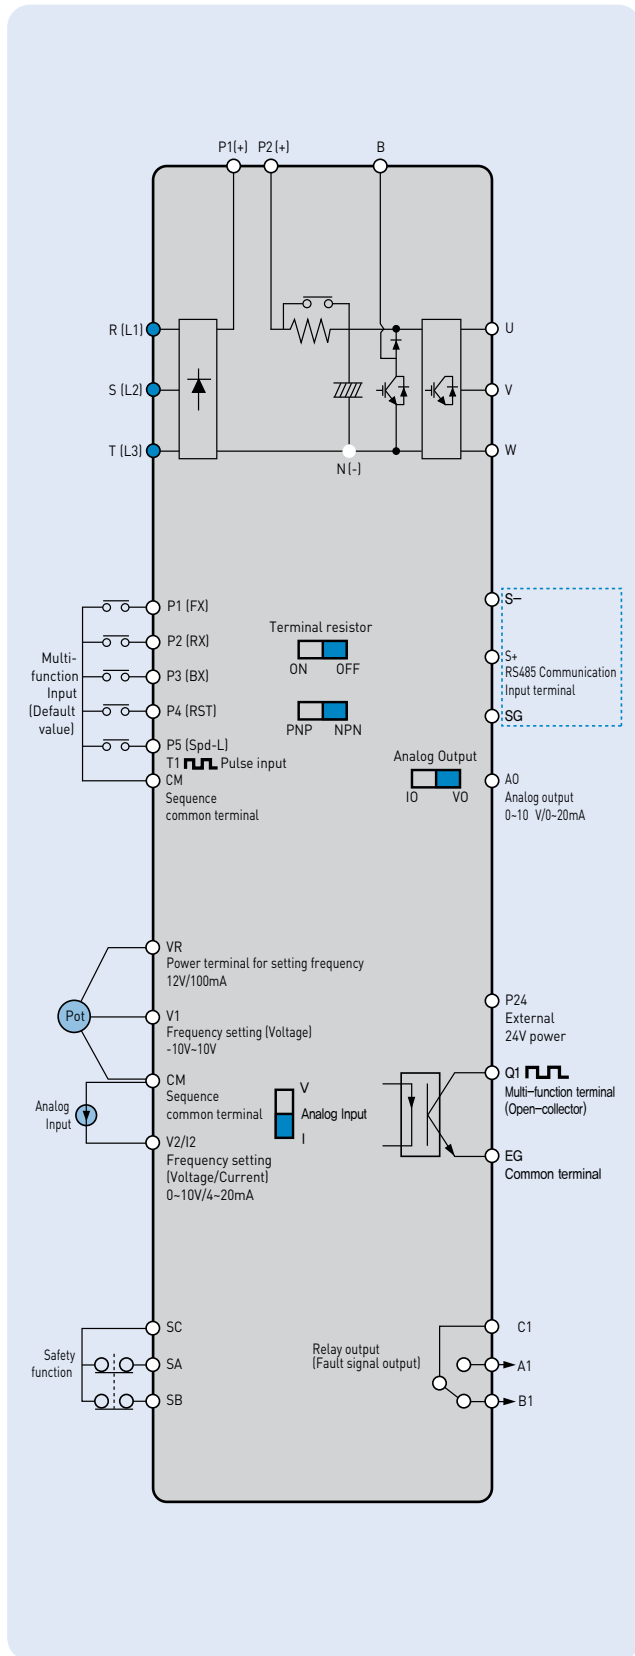 P1(+) P2 (+) B
R (L1)
U
S (L2)
V
T (L3)
W
N (-)
S–
P1 (FX)
Terminal resistor
ON OFF
P2 (RX)
Multi-
function
Input
(Default
value)
P3 (BX)
S+
RS485 Communication
Input terminal
P4 (RST)
PNP NPN
SG
P5 (Spd-L)
T1 Pulse input
CM
Sequence
common terminal
Analog Output
IO VO
AO
Analog output
0~10 V/0~20mA
VR
Power terminal for setting frequency
12V/100mA
Pot
V1
Frequency setting (Voltage)
-10V~10V
P24
External
24V power
CM
Sequence
common terminal
Analog
Input
V
Analog Input
I
Q1
Multi-function terminal
(Open-collector)
V2/I2
Frequency setting
(Voltage/Current)
0~10V/4~20mA
EG
Common terminal
SC
Safety
function
SA
SB
Relay output
(Fault signal output)
C1
A1
B1